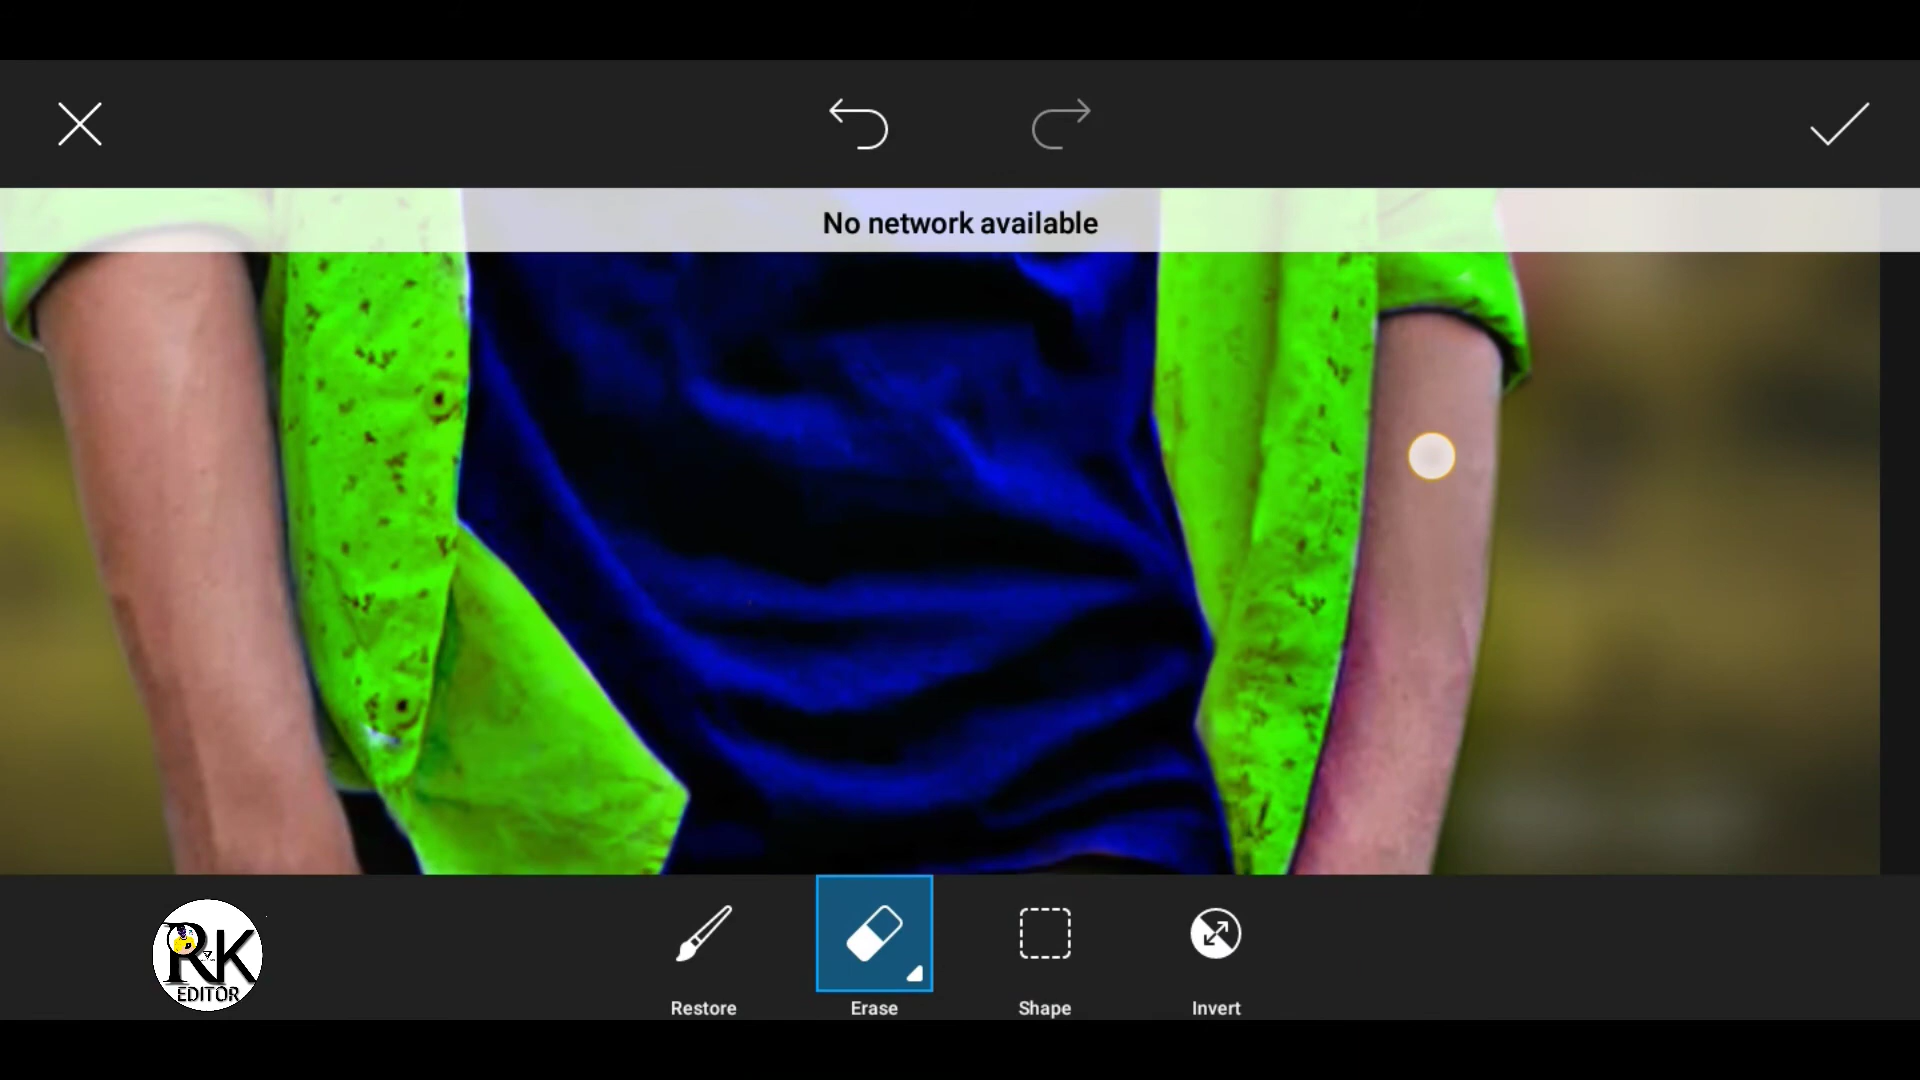 No network available
RK
EDITOR
Restore
Erase
Shape
Invert